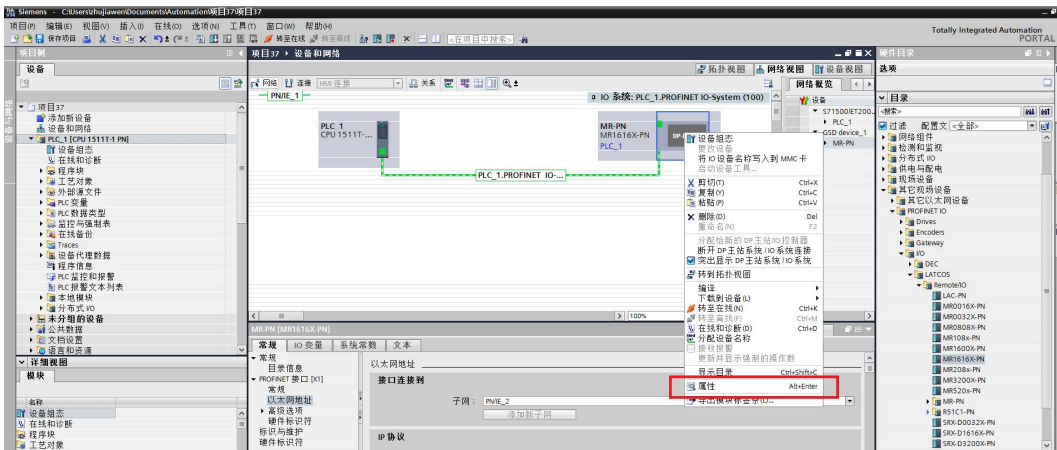 Siemens - C:\Users\zhujiawen\Documents\Automation\项目37\项目37
项目(P) 编辑(E) 视图(V) 插入(I) 在线(O) 选项(N) 工具(T) 窗口(W) 帮助(H)
Totally Integrated Automation
PORTAL
保存项目 转至在线 转至离线 <在项目中搜索>
项目树
设备
项目37
添加新设备
设备和网络
PLC_1 [CPU 1511T-1 PN]
设备组态
在线和诊断
程序块
工艺对象
外部源文件
PLC 变量
PLC 数据类型
监控与强制表
在线备份
Traces
设备代理数据
程序信息
PLC 监控和报警
PLC 报警文本列表
本地模块
分布式 I/O
未分组的设备
公共数据
语言和资源
详细视图
模块
名称
设备组态
在线和诊断
程序块
工艺对象
项目37 › 设备和网络
拓扑视图 网络视图 设备视图
网络 连接 HMI 连接 关系
网络概览
PN/IE_1
IO 系统: PLC_1.PROFINET IO-System (100)
PLC_1
CPU 1511T-...
MR-PN
MR1616X-PN
PLC_1
PLC_1.PROFINET IO-...
设备
S71500/ET200...
PLC_1
GSD device_1
MR-PN
设备组态
更改设备
将 IO 设备名称写入到 MMC 卡
启动设备工具...
剪切(T) Ctrl+X
复制(Y) Ctrl+C
粘贴(P) Ctrl+V
删除(D) Del
重命名(N) F2
分配给新的 DP 主站/IO 控制器
断开 DP 主站系统/IO 系统连接
突出显示 DP 主站系统/IO 系统
转到拓扑视图
编译
下载到设备(L)
转至在线(N) Ctrl+K
转至离线(F) Ctrl+M
在线和诊断(D) Ctrl+D
分配设备名称
接收报警
更新并显示强制的操作数
显示目录 Ctrl+Shift+C
属性 Alt+Enter
导出模块标签条(L)...
100%
MR-PN [MR1616X-PN]
常规 IO 变量 系统常数 文本
常规
目录信息
PROFINET 接口 [X1]
常规
以太网地址
高级选项
硬件标识符
标识与维护
硬件标识符
以太网地址
接口连接到
子网: PN/IE_2
添加新子网
IP 协议
硬件目录
选项
目录
<搜索>
过滤 配置文 <全部>
网络组件
检测和监视
分布式 I/O
供电与配电
现场设备
其它现场设备
其它以太网设备
PROFINET IO
Drives
Encoders
Gateway
I/O
DEC
LATCOS
RemoteIO
LAC-PN
MR0016X-PN
MR0032X-PN
MR0808X-PN
MR108x-PN
MR1600X-PN
MR1616X-PN
MR208x-PN
MR3200X-PN
MR520x-PN
MR-PN
R51C1-PN
SRX-D0032X-PN
SRX-D1616X-PN
SRX-D3200X-PN